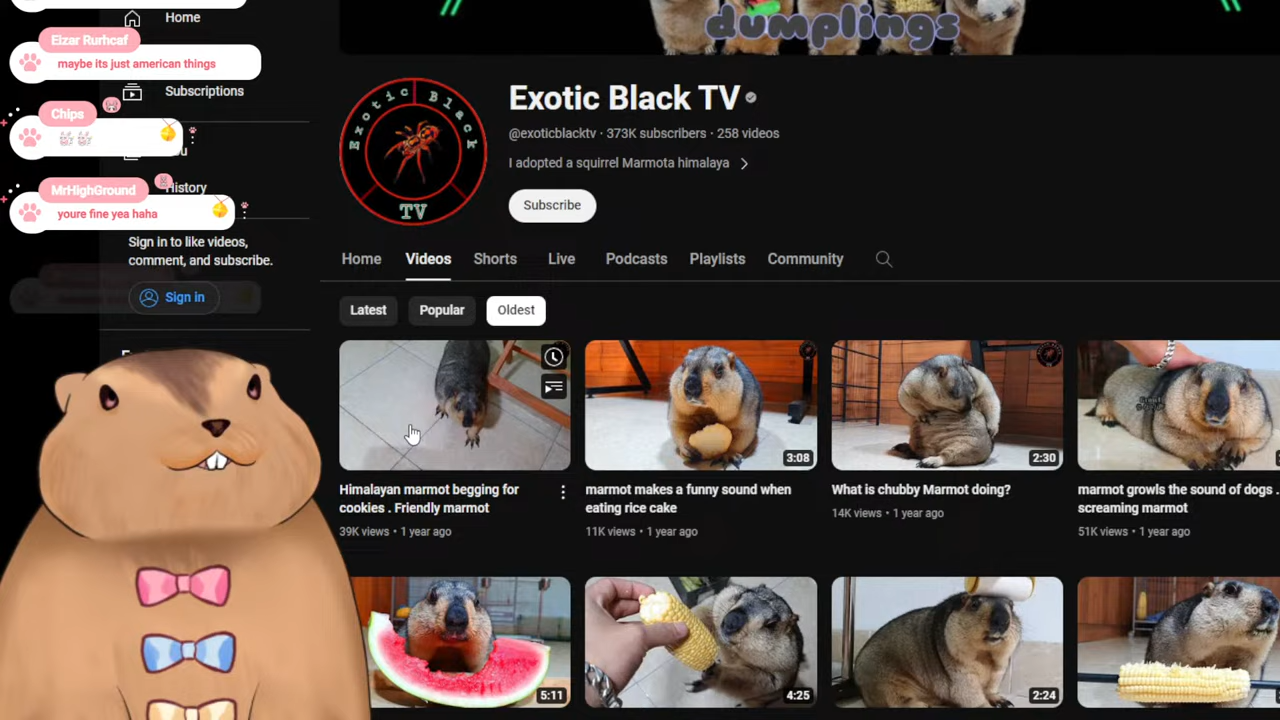 Home
Eizar Rurhcaf
maybe its just american things
Subscriptions
Chips
MrHighGround
History
youre fine yea haha
Sign in to like videos,
comment, and subscribe.
Sign in
dumplings
Exotic Black
TV
Exotic Black TV
@exoticblacktv · 373K subscribers · 258 videos
I adopted a squirrel Marmota himalaya
Subscribe
Home Videos Shorts Live Podcasts Playlists Community
Latest Popular Oldest
3:08
2:30
Himalayan marmot begging for
cookies . Friendly marmot
39K views · 1 year ago
marmot makes a funny sound when
eating rice cake
11K views · 1 year ago
What is chubby Marmot doing?
14K views · 1 year ago
marmot growls the sound of dogs .
screaming marmot
51K views · 1 year ago
5:11
4:25
2:24